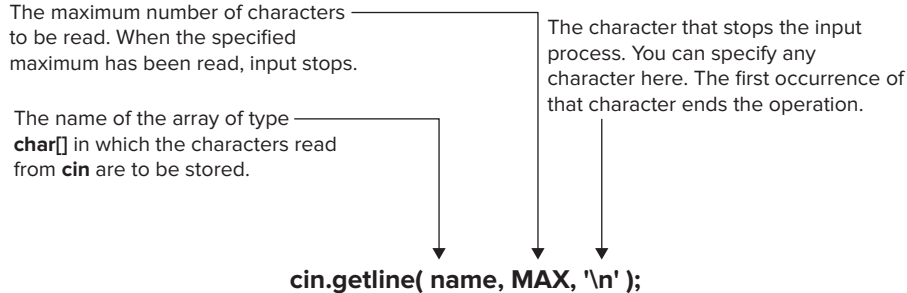 The maximum number of characters
to be read. When the specified
maximum has been read, input stops.
The character that stops the input
process. You can specify any
character here. The first occurrence of
that character ends the operation.
The name of the array of type
char[] in which the characters read
from cin are to be stored.
cin.getline( name, MAX, '\n' );